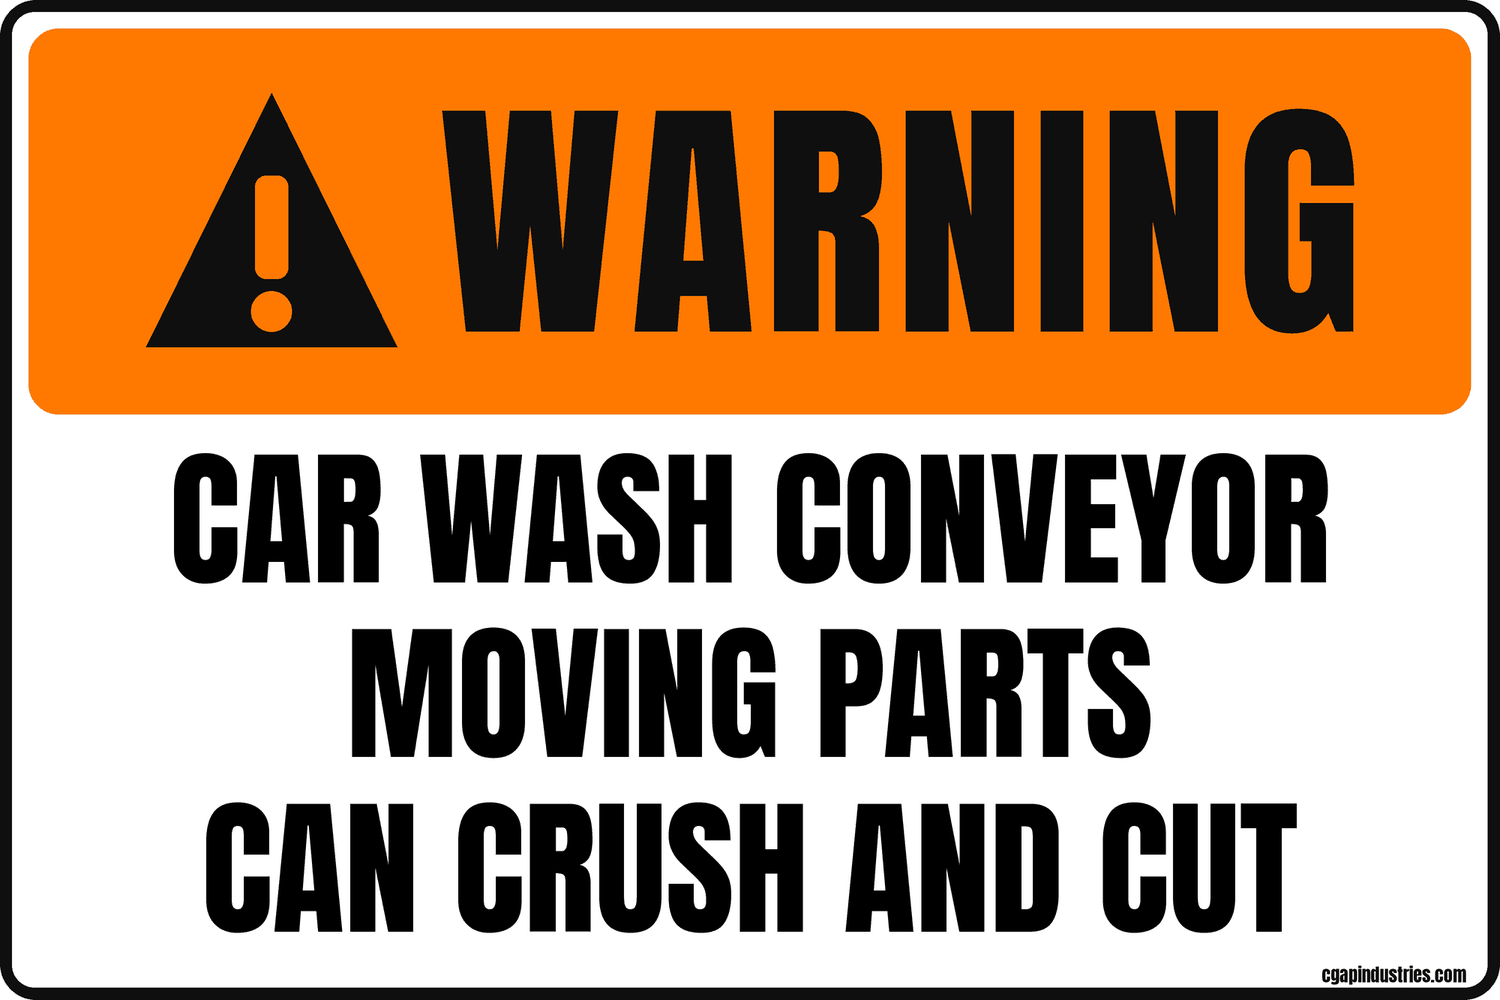 WARNING
CAR WASH CONVEYOR
MOVING PARTS
CAN CRUSH AND CUT
cgapindustries.com